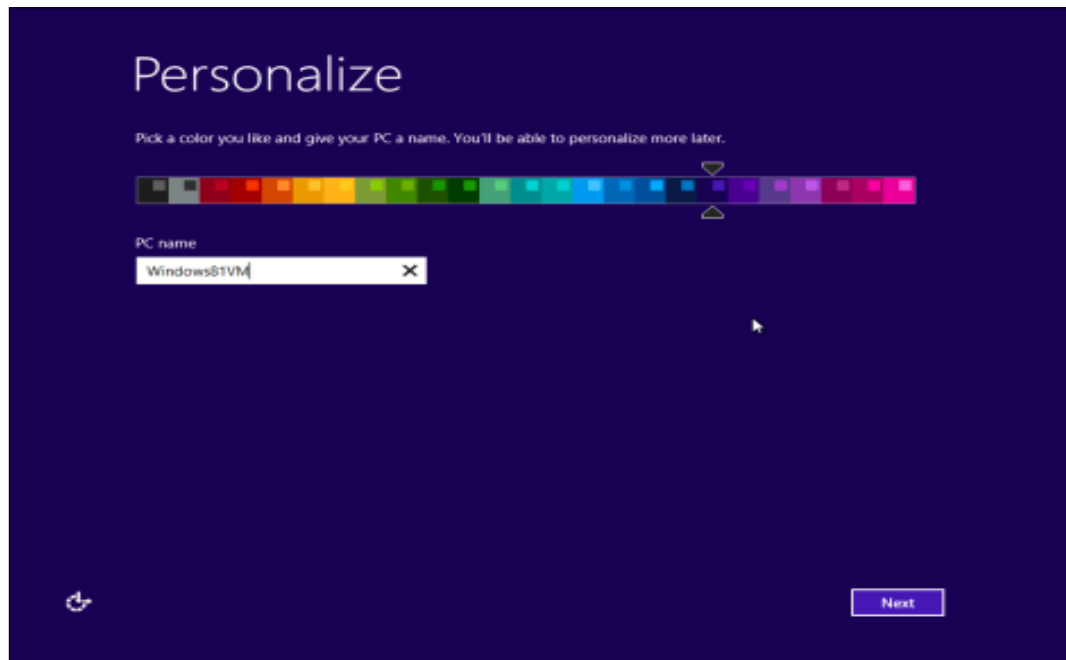 Personalize
Pick a color you like and give your PC a name. You'll be able to personalize more later.
PC name
Windows81VM
Next